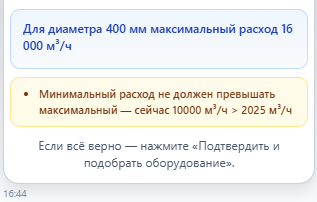 Для диаметра 400 мм максимальный расход 16
000 м³/ч
• Минимальный расход не должен превышать
максимальный — сейчас 10000 м³/ч > 2025 м³/ч
Если всё верно — нажмите «Подтвердить и
подобрать оборудование».
16:44